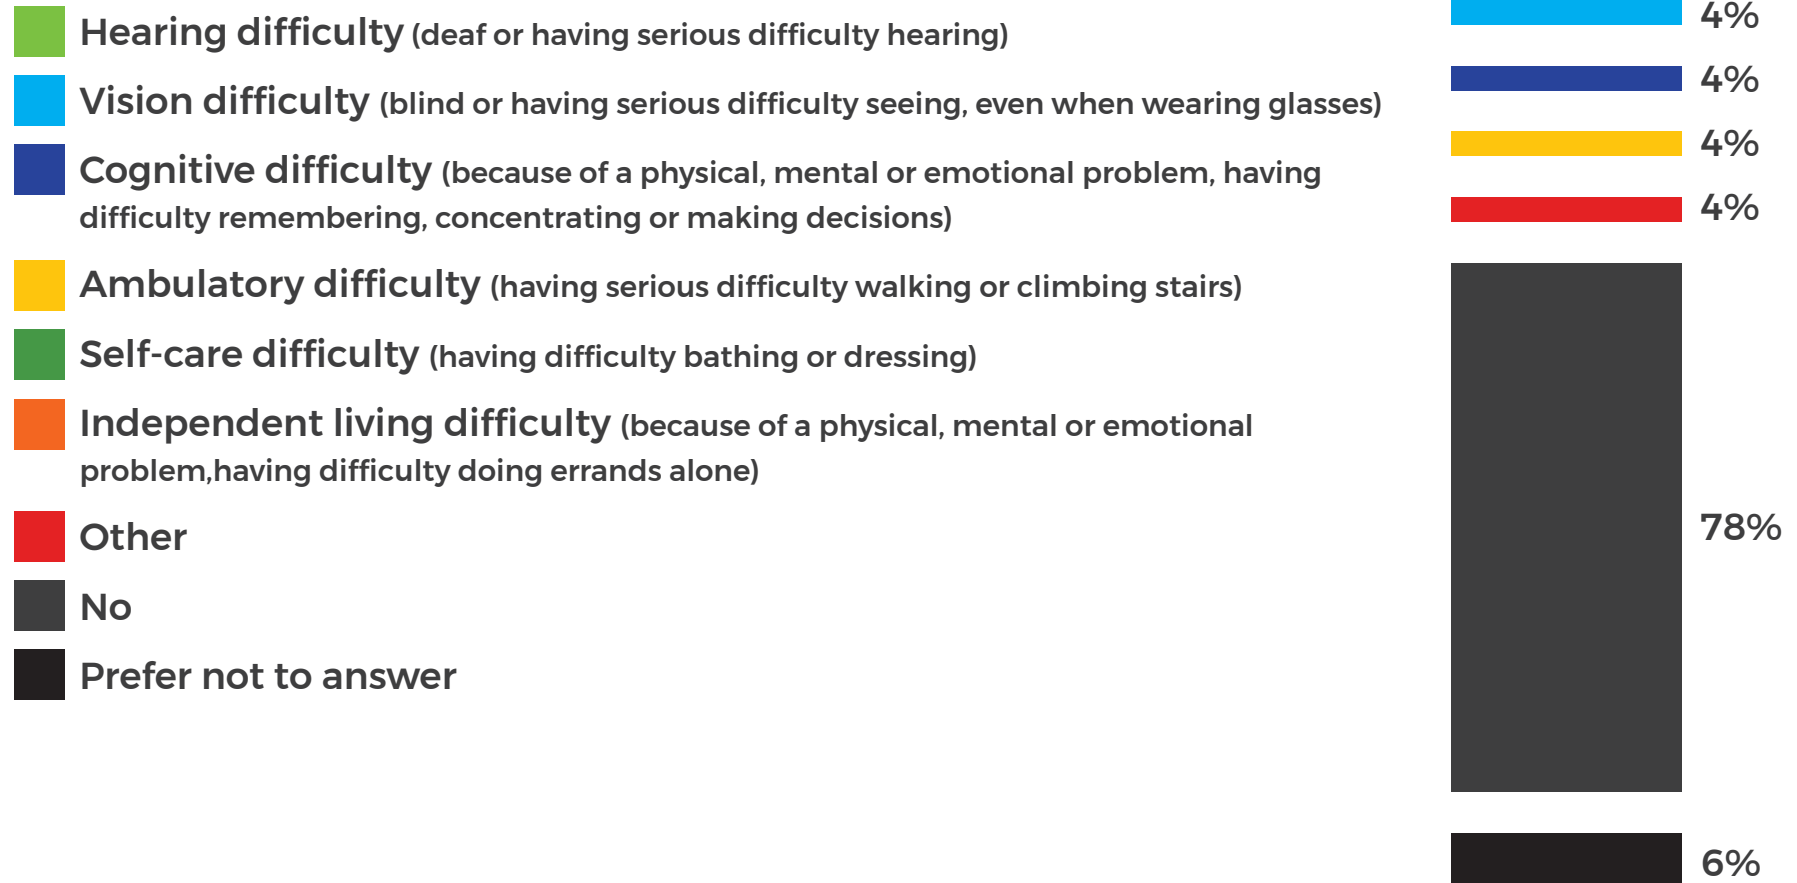 Hearing difficulty (deaf or having serious difficulty hearing)
Vision difficulty (blind or having serious difficulty seeing, even when wearing glasses)
Cognitive difficulty (because of a physical, mental or emotional problem, having
difficulty remembering, concentrating or making decisions)
Ambulatory difficulty (having serious difficulty walking or climbing stairs)
Self-care difficulty (having difficulty bathing or dressing)
Independent living difficulty (because of a physical, mental or emotional
problem,having difficulty doing errands alone)
Other
No
Prefer not to answer
4%
4%
4%
4%
78%
6%